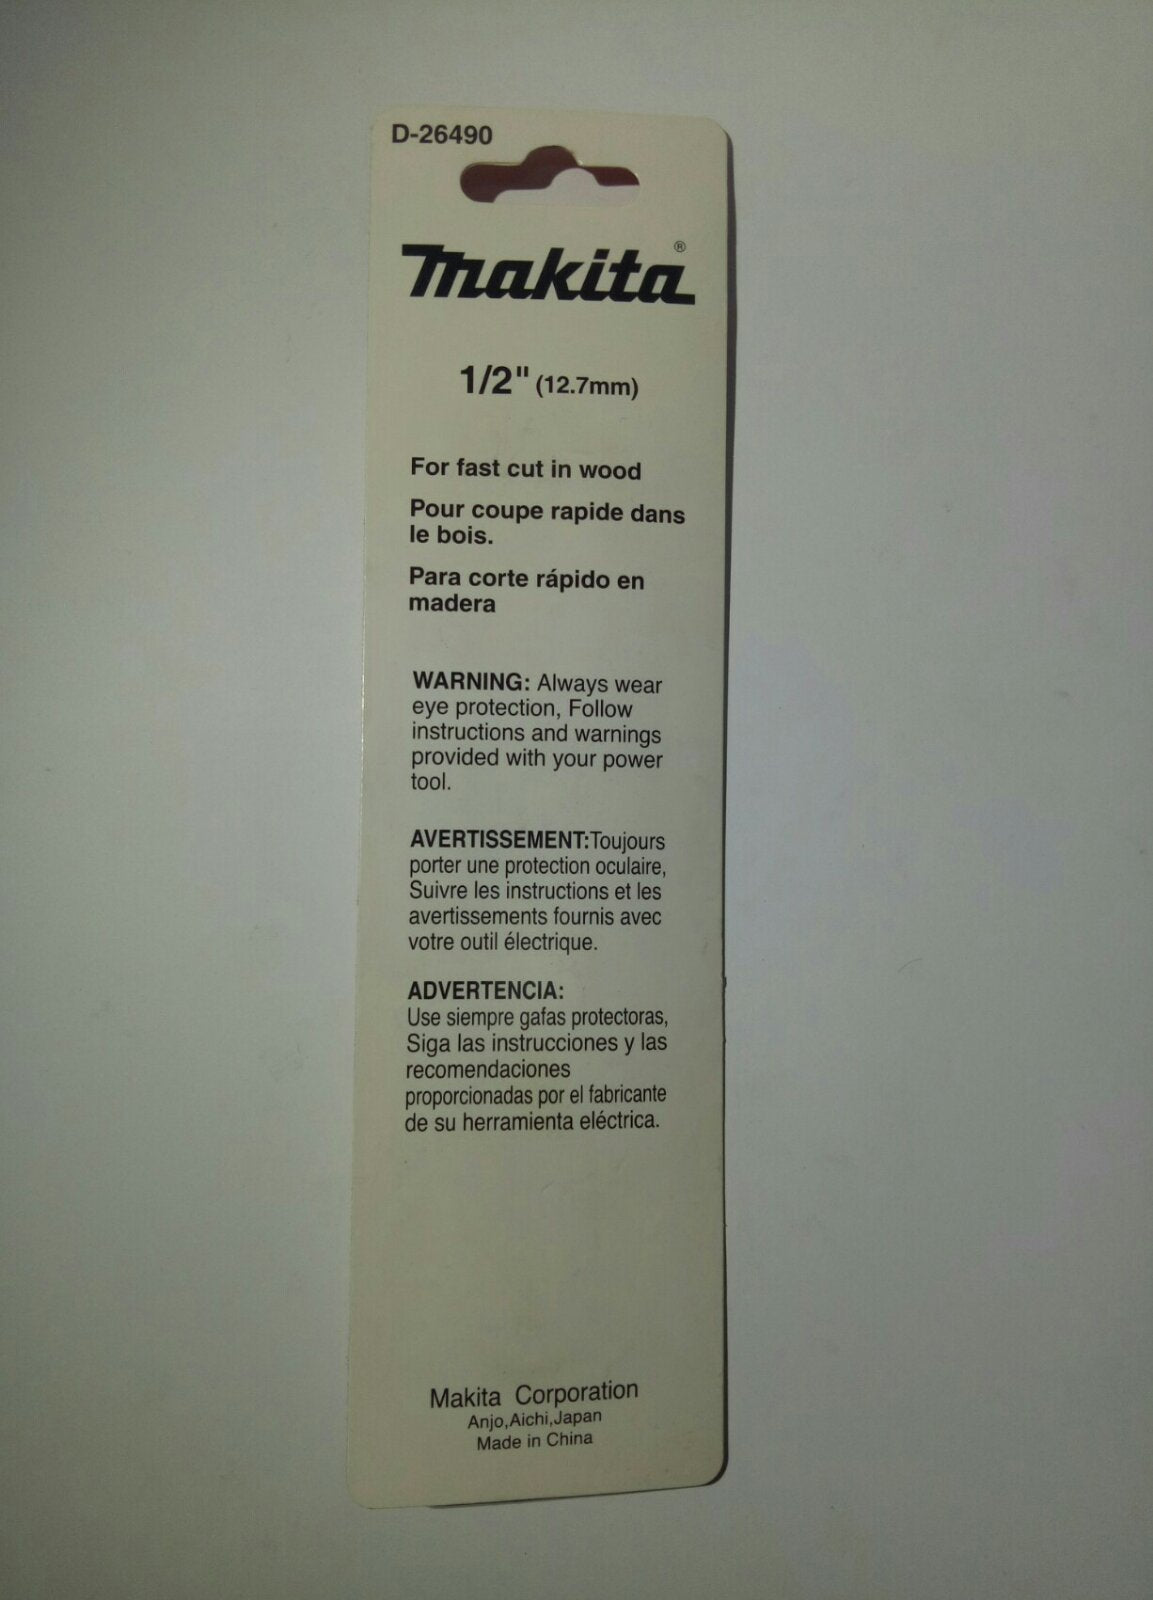 D-26490
makita®
1/2" (12.7mm)
For fast cut in wood
Pour coupe rapide dans
le bois.
Para corte rápido en
madera
WARNING: Always wear
eye protection, Follow
instructions and warnings
provided with your power
tool.
AVERTISSEMENT:Toujours
porter une protection oculaire,
Suivre les instructions et les
avertissements fournis avec
votre outil électrique.
ADVERTENCIA:
Use siempre gafas protectoras,
Siga las instrucciones y las
recomendaciones
proporcionadas por el fabricante
de su herramienta eléctrica.
Makita Corporation
Anjo,Aichi,Japan
Made in China